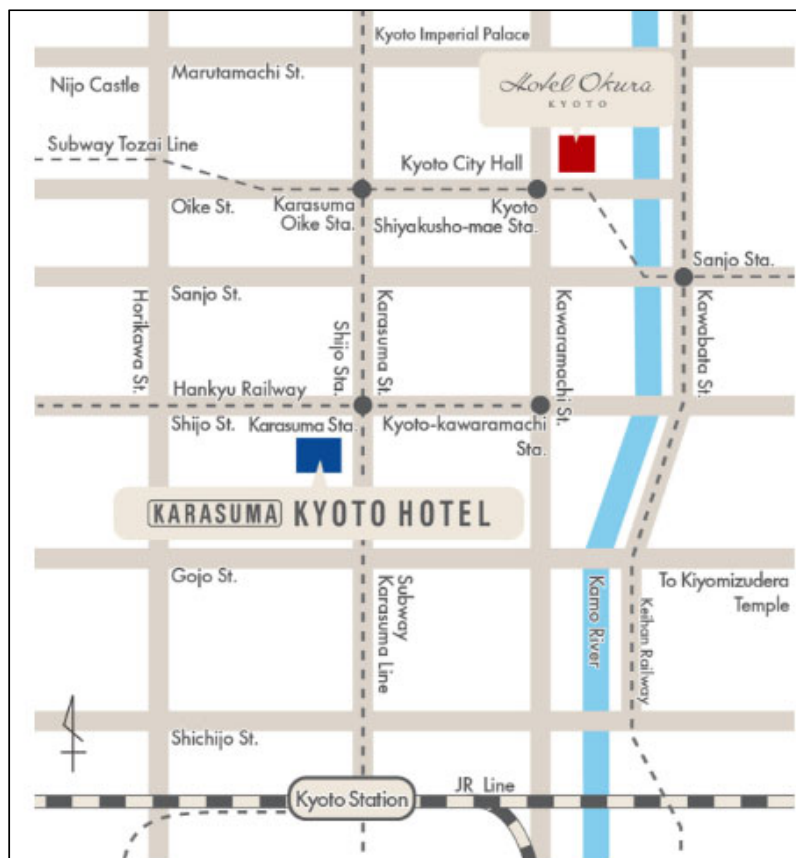 Kyoto Imperial Palace
Marutamachi St.
Nijo Castle
Hotel Okura
KYOTO
Subway Tozai Line
Kyoto City Hall
Oike St.
Karasuma
Oike Sta.
Kyoto
Shiyakusho-mae Sta.
Sanjo Sta.
Sanjo St.
Horikawa St.
Shijo Sta.
Karasuma St.
Kawaramachi St.
Kawabata St.
Hankyu Railway
Shijo St.
Karasuma Sta.
Kyoto-kawaramachi
Sta.
KARASUMA KYOTO HOTEL
Gojo St.
Subway
Karasuma Line
Kamo River
Keihan Railway
To Kiyomizudera
Temple
Shichijo St.
JR Line
Kyoto Station